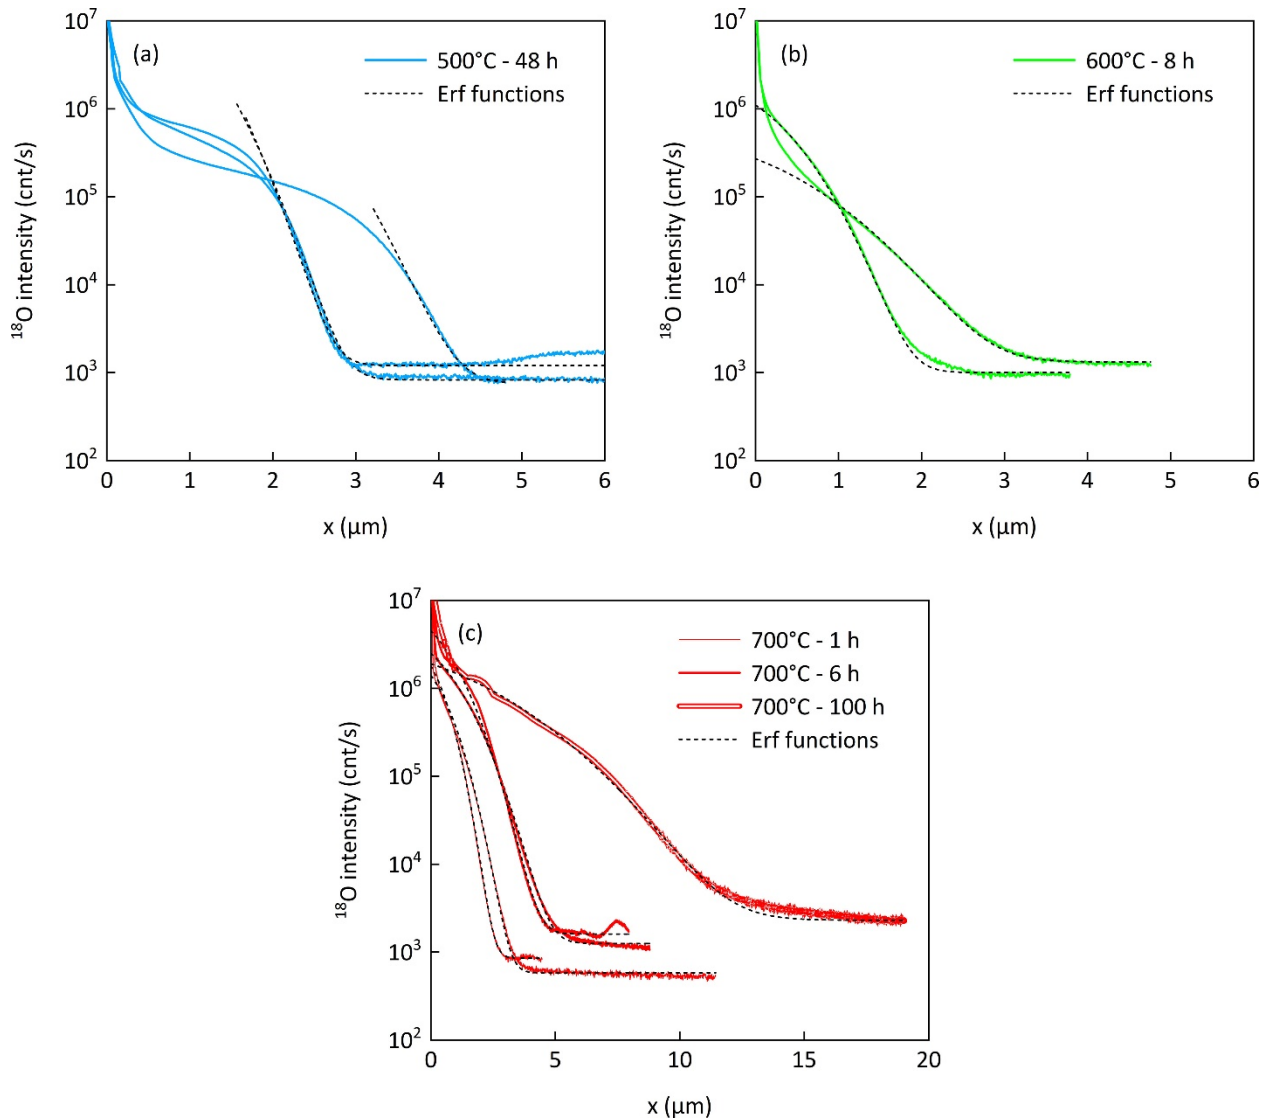 (a)
500°C - 48 h
Erf functions
10⁷
10⁶
10⁵
10⁴
10³
10²
¹⁸O intensity (cnt/s)
0 1 2 3 4 5 6
x (µm)
(b)
600°C - 8 h
Erf functions
10⁷
10⁶
10⁵
10⁴
10³
10²
¹⁸O intensity (cnt/s)
0 1 2 3 4 5 6
x (µm)
(c)
700°C - 1 h
700°C - 6 h
700°C - 100 h
Erf functions
10⁷
10⁶
10⁵
10⁴
10³
10²
¹⁸O intensity (cnt/s)
0 5 10 15 20
x (µm)